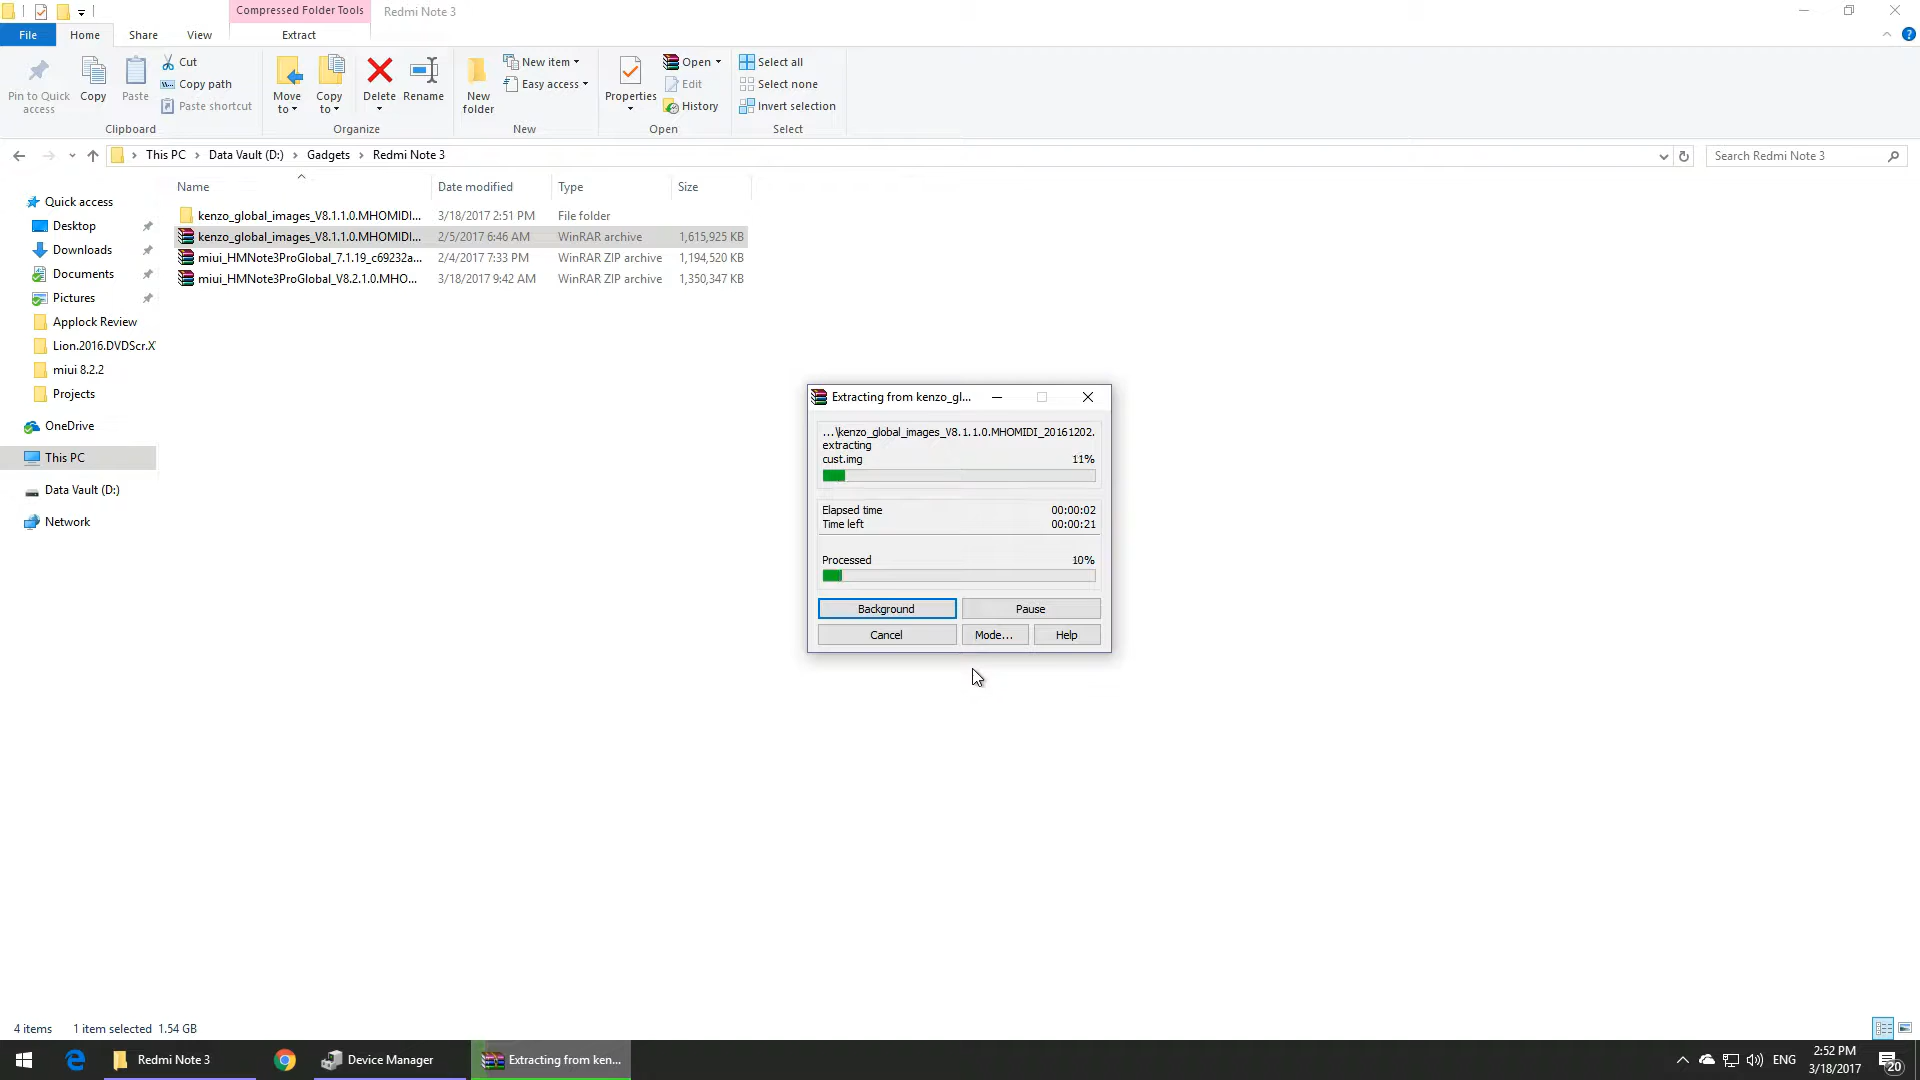 Compressed Folder Tools
Redmi Note 3
File
Home
Share
View
Extract
Pin to Quick access
Copy
Paste
Cut
Copy path
Paste shortcut
Clipboard
Move to
Copy to
Delete
Rename
Organize
New folder
New item
Easy access
New
Properties
Open
Edit
History
Open
Select all
Select none
Invert selection
Select
This PC
Data Vault (D:)
Gadgets
Redmi Note 3
Search Redmi Note 3
Name
Date modified
Type
Size
kenzo_global_images_V8.1.1.0.MHOMIDI... 3/18/2017 2:51 PM File folder
kenzo_global_images_V8.1.1.0.MHOMIDI... 2/5/2017 6:46 AM WinRAR archive 1,615,925 KB
miui_HMNote3ProGlobal_7.1.19_c69232a... 2/4/2017 7:33 PM WinRAR ZIP archive 1,194,520 KB
miui_HMNote3ProGlobal_V8.2.1.0.MHO... 3/18/2017 9:42 AM WinRAR ZIP archive 1,350,347 KB
Quick access
Desktop
Downloads
Documents
Pictures
Applock Review
Lion.2016.DVDScr.X
miui 8.2.2
Projects
OneDrive
This PC
Data Vault (D:)
Network
Extracting from kenzo_gl...
...\kenzo_global_images_V8.1.1.0.MHOMIDI_20161202.
extracting
cust.img 11%
Elapsed time 00:00:02
Time left 00:00:21
Processed 10%
Background
Pause
Cancel
Mode...
Help
4 items 1 item selected 1.54 GB
Redmi Note 3
Device Manager
Extracting from ken...
ENG
2:52 PM
3/18/2017
20